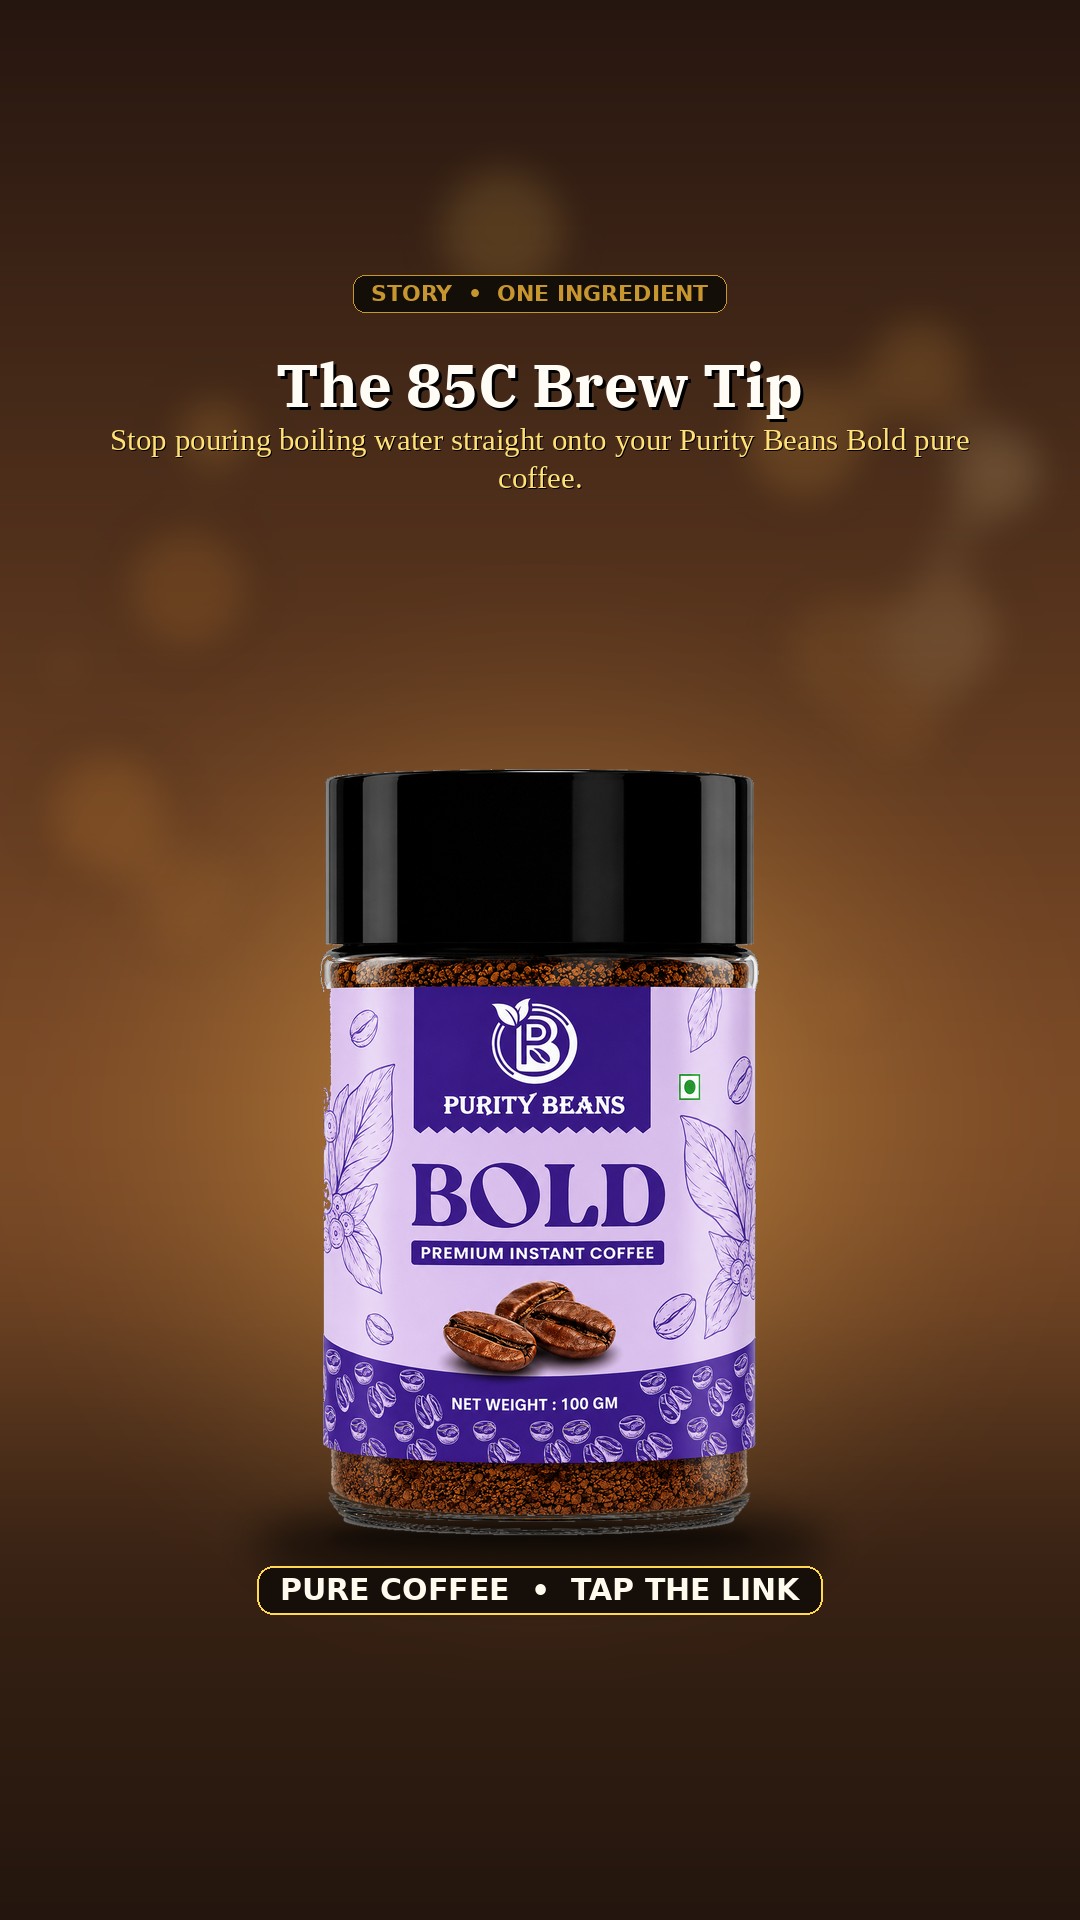 STORY • ONE INGREDIENT
The 85C Brew Tip
Stop pouring boiling water straight onto your Purity Beans Bold pure
coffee.
B
PURITY BEANS
BOLD
PREMIUM INSTANT COFFEE
NET WEIGHT : 100 GM
PURE COFFEE • TAP THE LINK